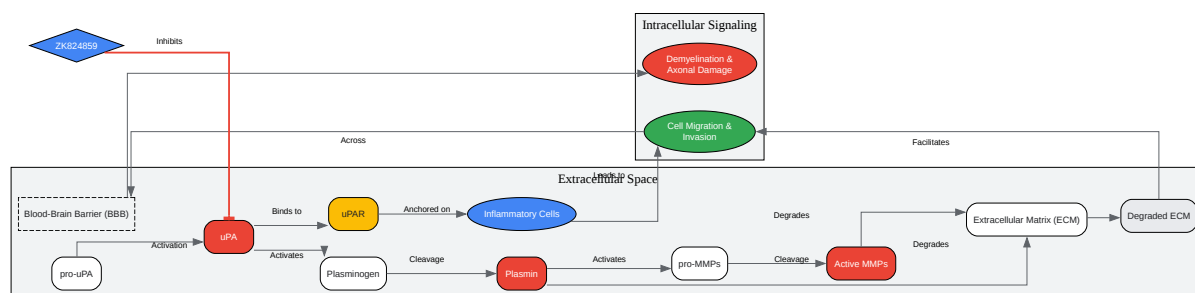 Intracellular Signaling
ZK824859
Inhibits
Demyelination &
Axonal Damage
Cell Migration &
Invasion
Across
Facilitates
Leads to
Extracellular Space
Blood-Brain Barrier (BBB)
uPA
Binds to
uPAR
Anchored on
Inflammatory Cells
Degrades
Extracellular Matrix (ECM)
Degraded ECM
Activation
pro-uPA
Activates
Plasminogen
Cleavage
Plasmin
Activates
pro-MMPs
Cleavage
Active MMPs
Degrades